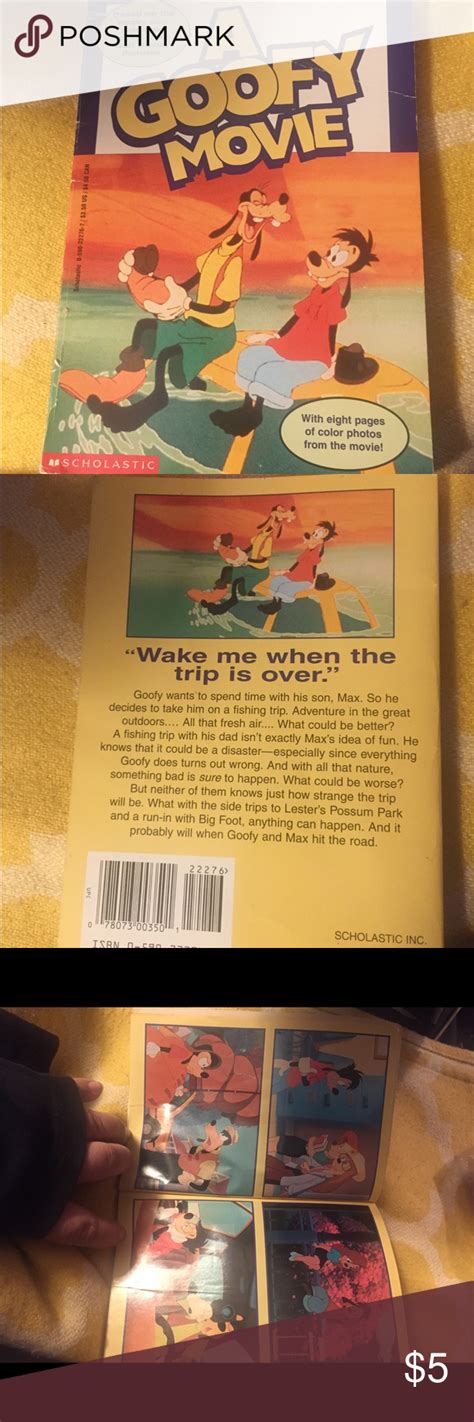 POSHMARK
A
GOOFY
MOVIE
With eight pages
of color photos
from the movie!
SCHOLASTIC
"Wake me when the
trip is over."
Goofy wants to spend time with his son, Max. So he
decides to take him on a fishing trip. Adventure in the great
outdoors.... All that fresh air.... What could be better?
A fishing trip with his dad isn't exactly Max's idea of fun. He
knows that it could be a disaster—especially since everything
Goofy does turns out wrong. And with all that nature,
something bad is sure to happen. What could be worse?
But neither of them knows just how strange the trip
will be. What with the side trips to Lester's Possum Park
and a run-in with Big Foot, anything can happen. And it
probably will when Goofy and Max hit the road.
22276>
0 78073 00350 1
SCHOLASTIC INC.
$5